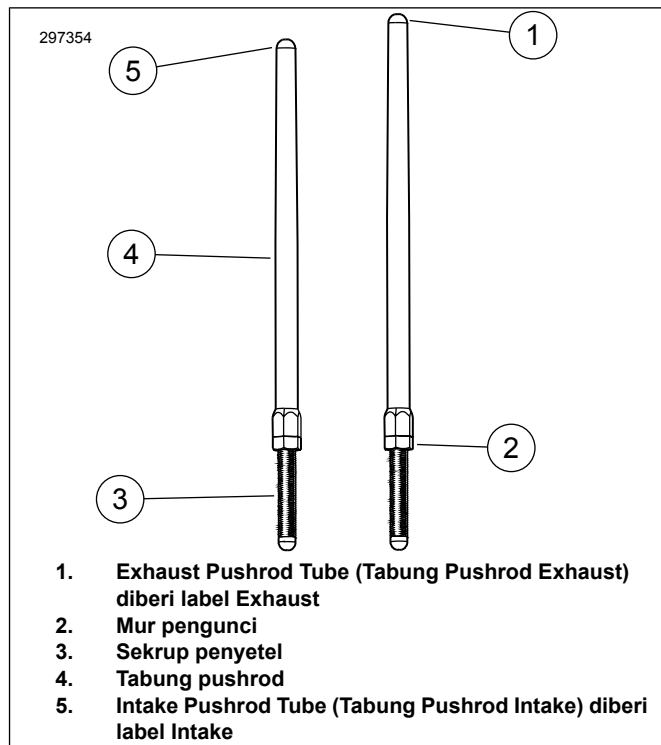 297354
1
5
4
2
3
1. Exhaust Pushrod Tube (Tabung Pushrod Exhaust)
diberi label Exhaust
2. Mur pengunci
3. Sekrup penyetel
4. Tabung pushrod
5. Intake Pushrod Tube (Tabung Pushrod Intake) diberi
label Intake